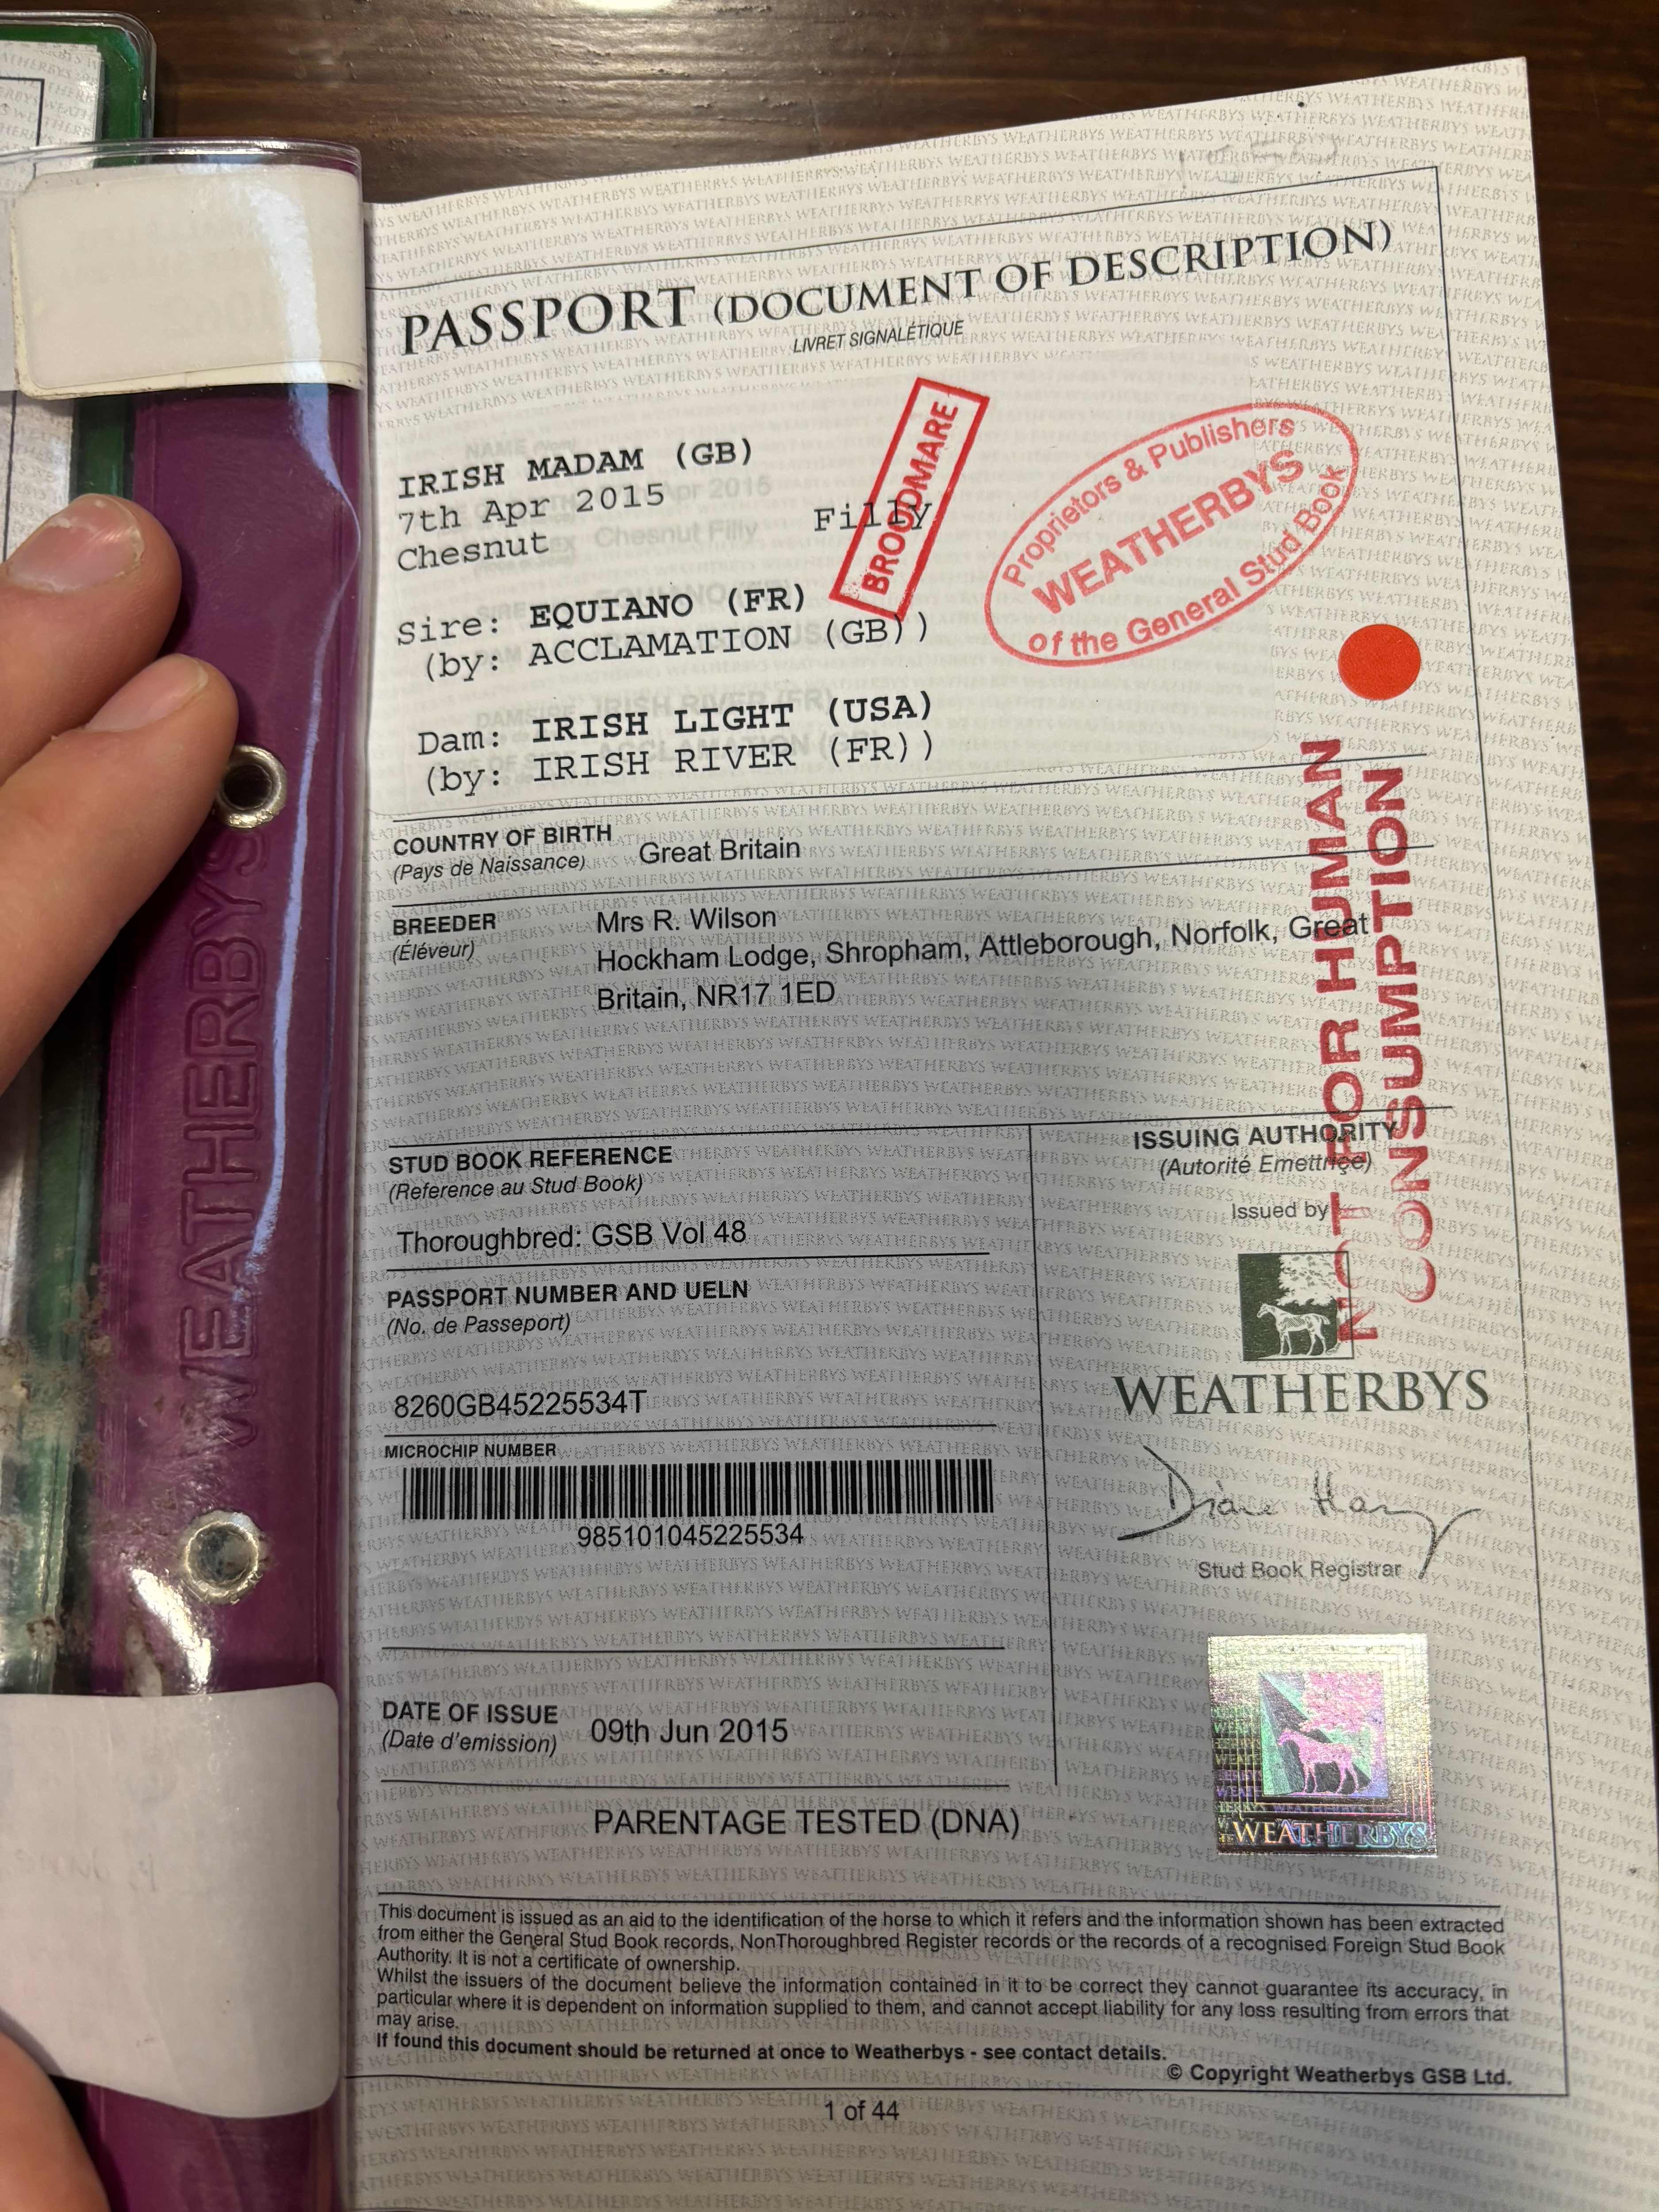 PASSPORT (DOCUMENT OF DESCRIPTION)
LIVRET SIGNALÉTIQUE
IRISH MADAM (GB)
7th Apr 2015
Chesnut Filly
BROODMARE
Proprietors & Publishers
WEATHERBYS
of the General Stud Book
Sire: EQUIANO (FR)
(by: ACCLAMATION (GB))
Dam: IRISH LIGHT (USA)
(by: IRISH RIVER (FR))
NOT FOR HUMAN
CONSUMPTION
COUNTRY OF BIRTH Great Britain
(Pays de Naissance)
BREEDER Mrs R. Wilson
(Éléveur) Hockham Lodge, Shropham, Attleborough, Norfolk, Great
Britain, NR17 1ED
STUD BOOK REFERENCE
(Reference au Stud Book)
Thoroughbred: GSB Vol 48
PASSPORT NUMBER AND UELN
(No. de Passeport)
8260GB45225534T
MICROCHIP NUMBER
985101045225534
DATE OF ISSUE 09th Jun 2015
(Date d'emission)
ISSUING AUTHORITY
(Autorité Emettriçe)
Issued by
WEATHERBYS
Stud Book Registrar
WEATHERBYS
PARENTAGE TESTED (DNA)
This document is issued as an aid to the identification of the horse to which it refers and the information shown has been extracted
from either the General Stud Book records, NonThoroughbred Register records or the records of a recognised Foreign Stud Book
Authority. It is not a certificate of ownership.
Whilst the issuers of the document believe the information contained in it to be correct they cannot guarantee its accuracy, in
particular where it is dependent on information supplied to them, and cannot accept liability for any loss resulting from errors that
may arise.
If found this document should be returned at once to Weatherbys - see contact details.
© Copyright Weatherbys GSB Ltd.
1 of 44
WEATHERBYS